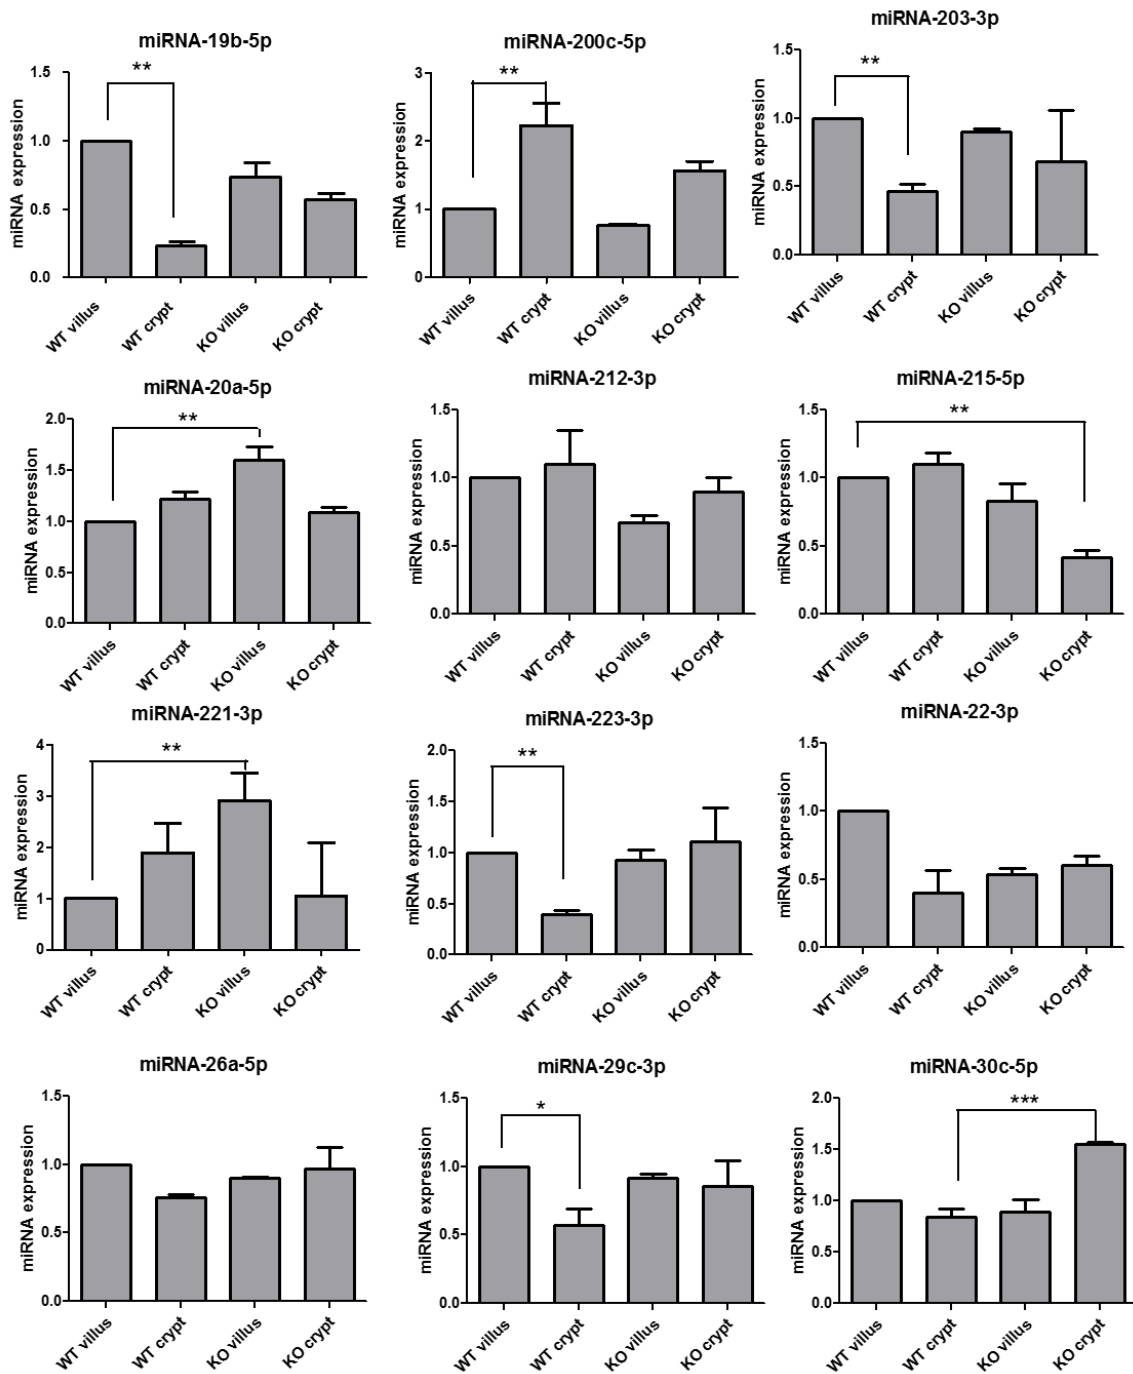 miRNA-19b-5p
**
miRNA expression
1.5
1.0
0.5
0.0
WT villus
WT crypt
KO villus
KO crypt
miRNA-200c-5p
**
miRNA expression
3
2
1
0
WT villus
WT crypt
KO villus
KO crypt
miRNA-203-3p
**
miRNA expression
1.5
1.0
0.5
0.0
WT villus
WT crypt
KO villus
KO crypt
miRNA-20a-5p
**
miRNA expression
2.0
1.5
1.0
0.5
0.0
WT villus
WT crypt
KO villus
KO crypt
miRNA-212-3p
miRNA expression
1.5
1.0
0.5
0.0
WT villus
WT crypt
KO villus
KO crypt
miRNA-215-5p
**
miRNA expression
1.5
1.0
0.5
0.0
WT villus
WT crypt
KO villus
KO crypt
miRNA-221-3p
**
miRNA expression
4
3
2
1
0
WT villus
WT crypt
KO villus
KO crypt
miRNA-223-3p
**
miRNA expression
2.0
1.5
1.0
0.5
0.0
WT villus
WT crypt
KO villus
KO crypt
miRNA-22-3p
miRNA expression
1.5
1.0
0.5
0.0
WT villus
WT crypt
KO villus
KO crypt
miRNA-26a-5p
miRNA expression
1.5
1.0
0.5
0.0
WT villus
WT crypt
KO villus
KO crypt
miRNA-29c-3p
*
miRNA expression
1.5
1.0
0.5
0.0
WT villus
WT crypt
KO villus
KO crypt
miRNA-30c-5p
***
miRNA expression
2.0
1.5
1.0
0.5
0.0
WT villus
WT crypt
KO villus
KO crypt